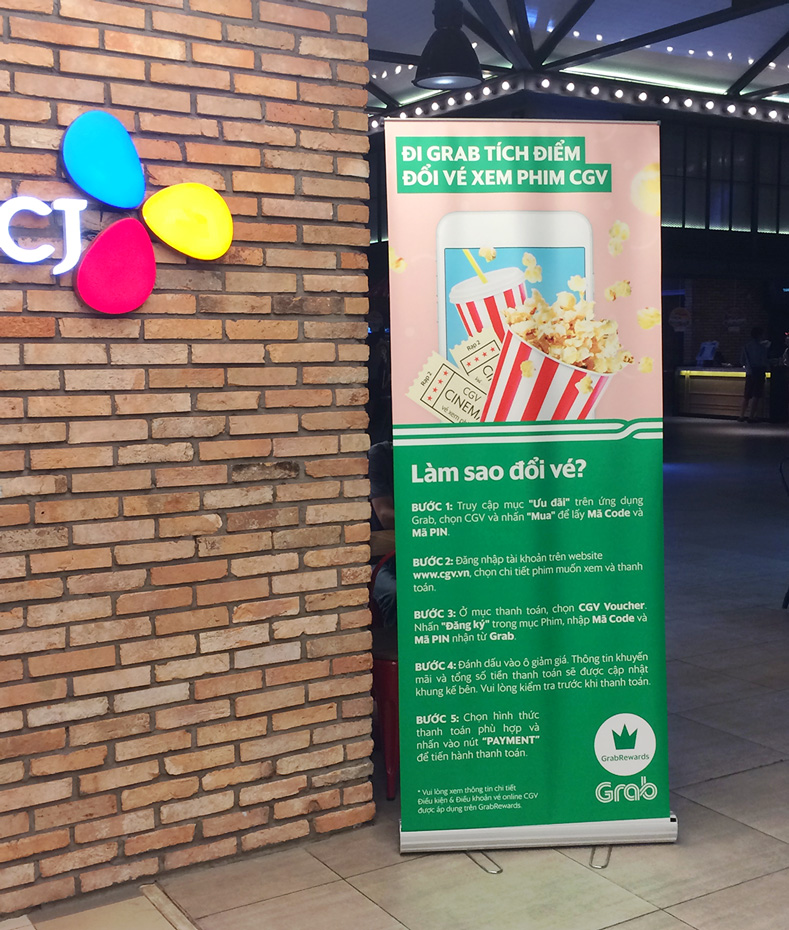 CJ
ĐI GRAB TÍCH ĐIỂM
ĐỔI VÉ XEM PHIM CGV
Rạp 2
Rạp 2
CGV
CINEMA
vé xem
Làm sao đổi vé?
BƯỚC 1: Truy cập mục "Ưu đãi" trên ứng dụng
Grab, chọn CGV và nhấn "Mua" để lấy Mã Code và
Mã PIN.
BƯỚC 2: Đăng nhập tài khoản trên website
www.cgv.vn, chọn chi tiết phim muốn xem và thanh
toán.
BƯỚC 3: Ở mục thanh toán, chọn CGV Voucher.
Nhấn "Đăng ký" trong mục Phim, nhập Mã Code và
Mã PIN nhận từ Grab.
BƯỚC 4: Đánh dấu vào ô giảm giá. Thông tin khuyến
mãi và tổng số tiền thanh toán sẽ được cập nhật
khung kế bên. Vui lòng kiểm tra trước khi thanh toán.
BƯỚC 5: Chọn hình thức
thanh toán phù hợp và
nhấn vào nút "PAYMENT"
để tiến hành thanh toán.
GrabRewards
Grab
* Vui lòng xem thông tin chi tiết
Điều kiện & Điều khoản vé online CGV
được áp dụng trên GrabRewards.